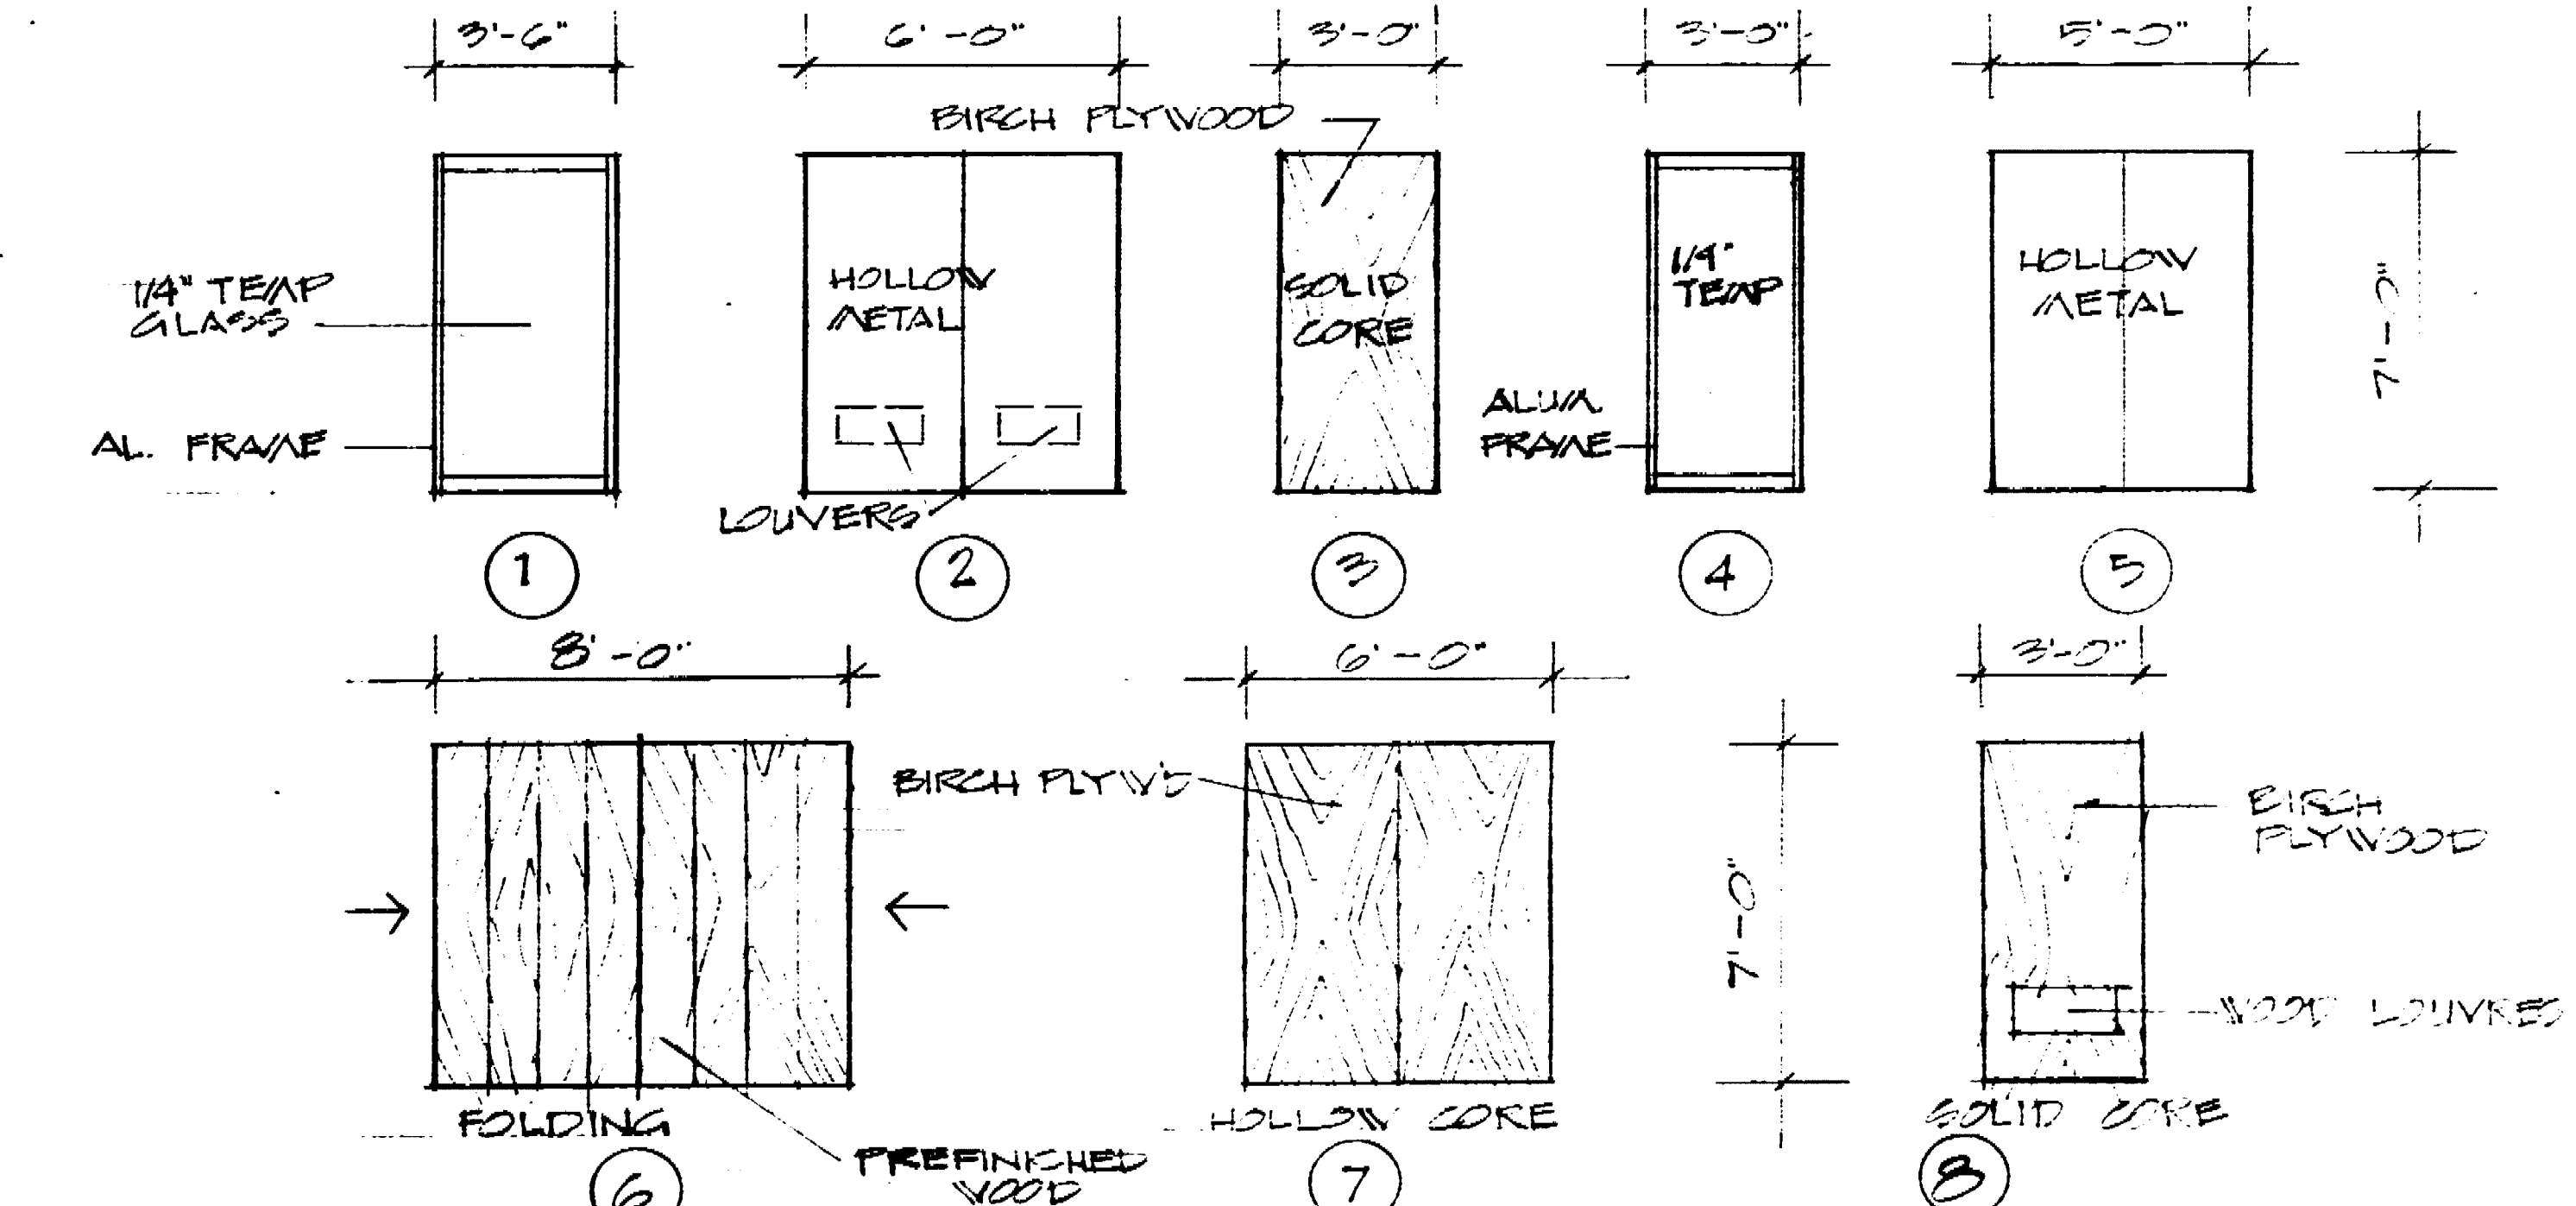 3'-6"
6'-0"
3'-0"
3'-0"
5'-0"
BIRCH PLYWOOD
1/4" TEMP
GLASS
AL. FRAME
HOLLOW
METAL
LOUVERS
SOLID
CORE
1/4"
TEMP
ALUM.
FRAME
HOLLOW
METAL
7'-0"
1
2
3
4
5
8'-0"
6'-0"
3'-0"
BIRCH PLYW'D
7'-0"
BIRCH
PLYWOOD
WOOD LOUVRES
FOLDING
PREFINISHED
WOOD
HOLLOW CORE
SOLID CORE
6
7
8